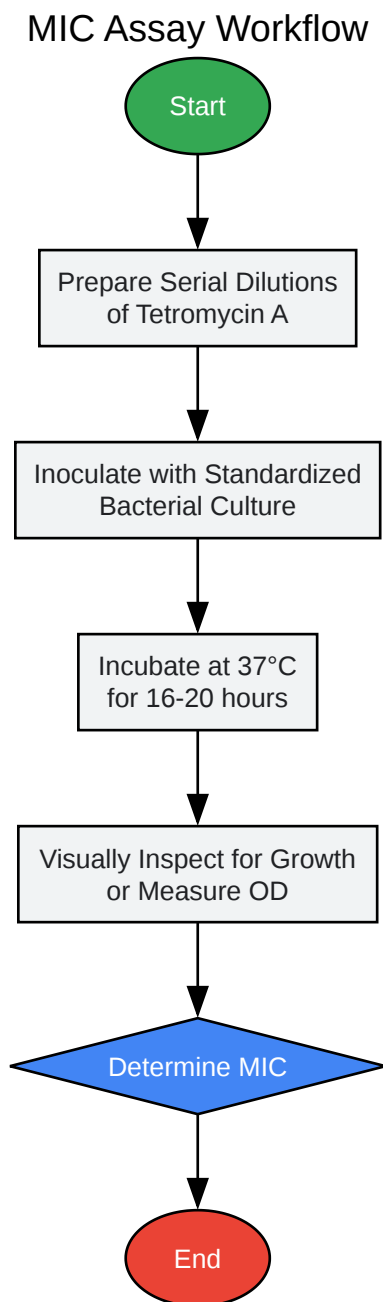 MIC Assay Workflow
Start
Prepare Serial Dilutions
of Tetromycin A
Inoculate with Standardized
Bacterial Culture
Incubate at 37°C
for 16-20 hours
Visually Inspect for Growth
or Measure OD
Determine MIC
End